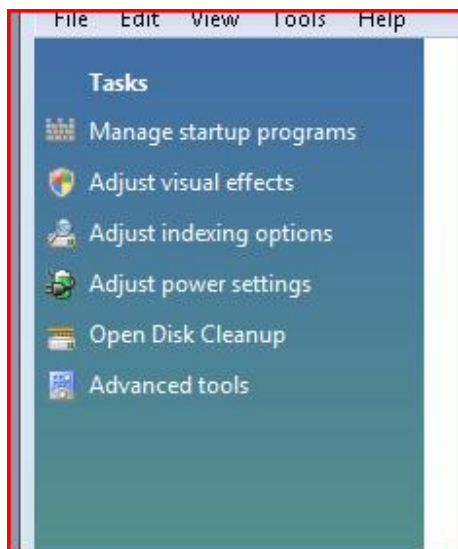 File Edit View Tools Help
Tasks
Manage startup programs
Adjust visual effects
Adjust indexing options
Adjust power settings
Open Disk Cleanup
Advanced tools